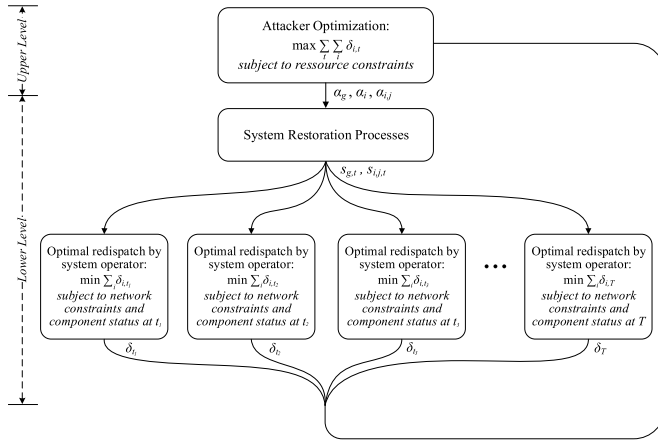 Upper Level
Attacker Optimization:
max ∑_t ∑_i δ_{i,t}
subject to ressource constraints
α_g , α_i , α_{i,j}
System Restoration Processes
s_{g,t} , s_{i,j,t}
Lower Level
Optimal redispatch by
system operator:
min ∑_i δ_{i,t_1}
subject to network
constraints and
component status at t_1
δ_{t_1}
Optimal redispatch by
system operator:
min ∑_i δ_{i,t_2}
subject to network
constraints and
component status at t_2
δ_{t_2}
Optimal redispatch by
system operator:
min ∑_i δ_{i,t_3}
subject to network
constraints and
component status at t_3
δ_{t_3}
•••
Optimal redispatch by
system operator:
min ∑_i δ_{i,T}
subject to network
constraints and
component status at T
δ_T